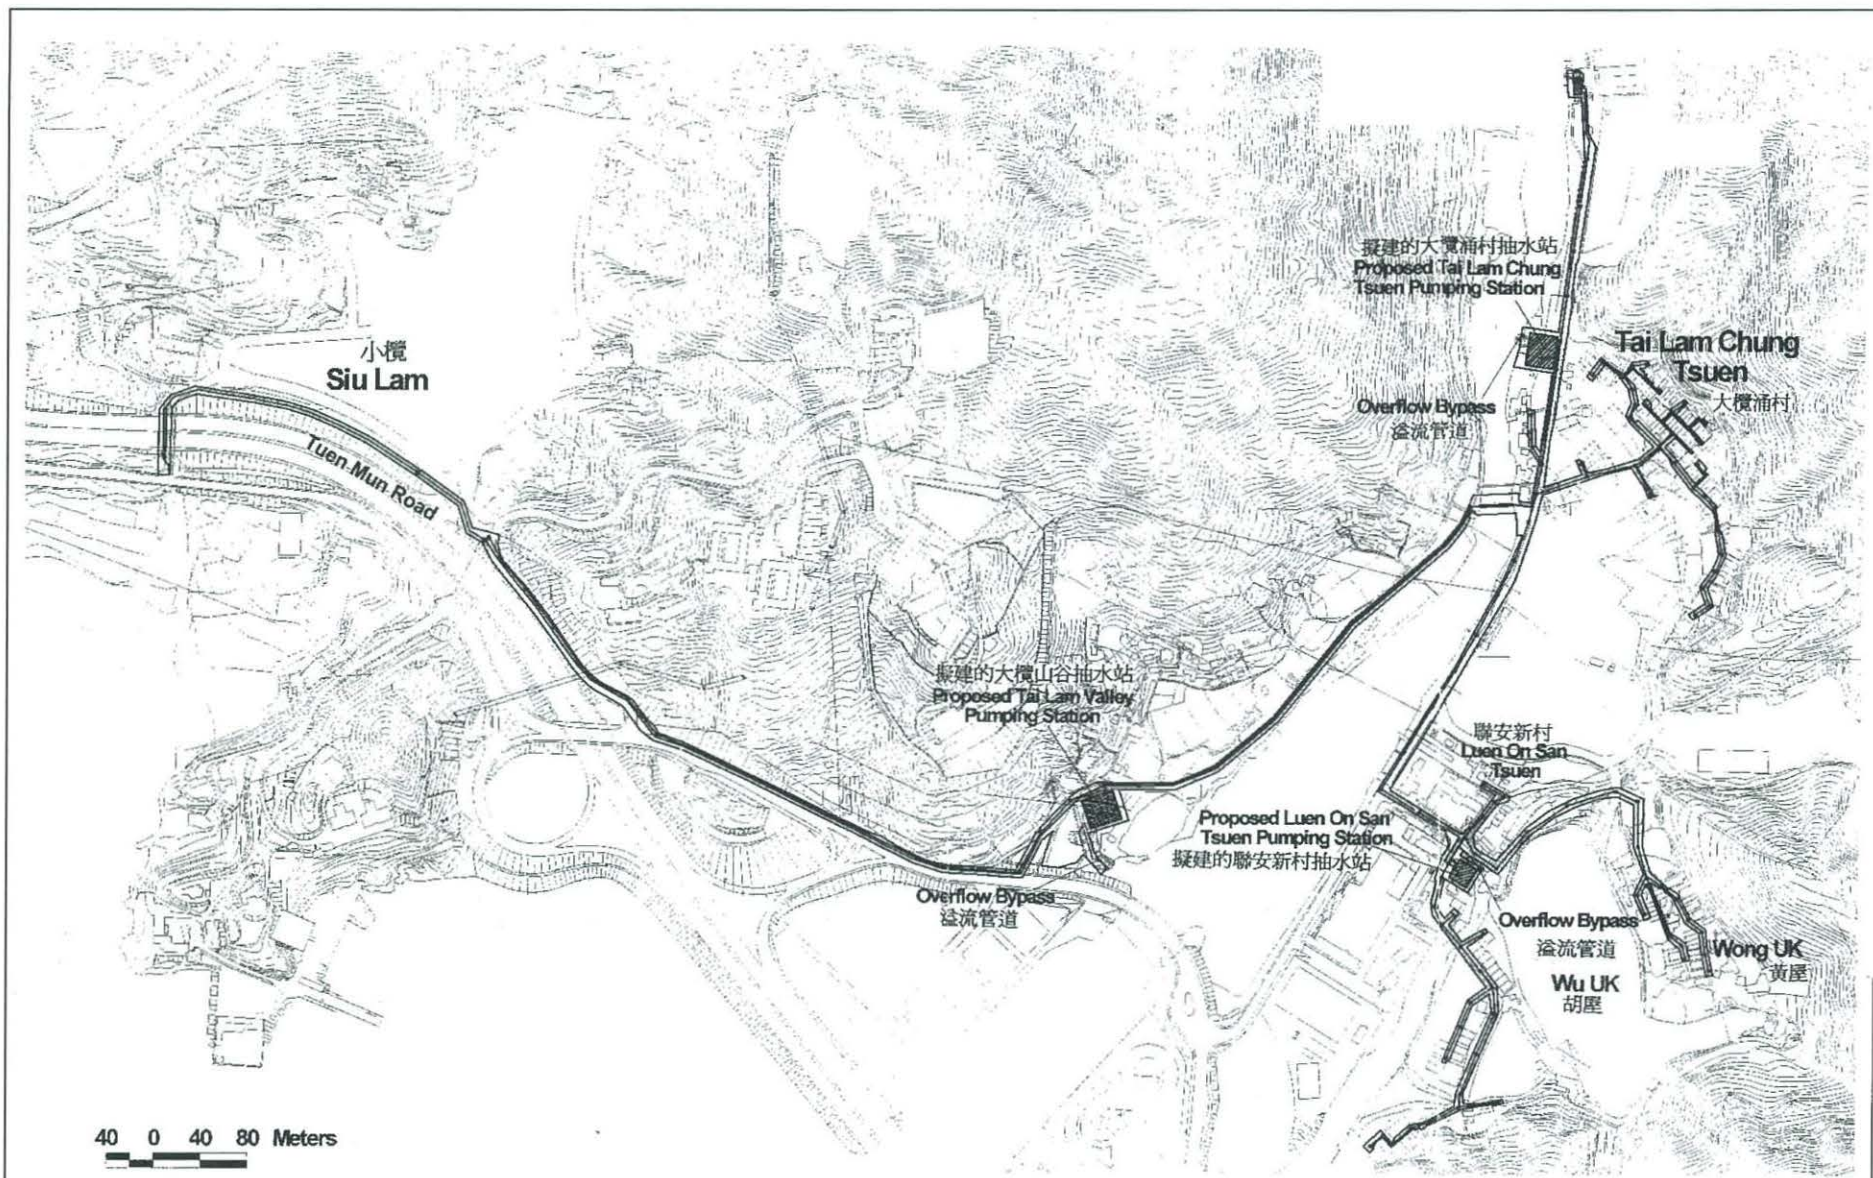 擬建的大欖涌村抽水站
Proposed Tai Lam Chung
Tsuen Pumping Station
小欖
Siu Lam
Tai Lam Chung
Tsuen
大欖涌村
Overflow Bypass
溢流管道
Tuen Mun Road
擬建的大欖山谷抽水站
Proposed Tai Lam Valley
Pumping Station
聯安新村
Luen On San
Tsuen
Proposed Luen On San
Tsuen Pumping Station
擬建的聯安新村抽水站
Overflow Bypass
溢流管道
Overflow Bypass
溢流管道
Wong UK
黃屋
Wu UK
胡屋
40 0 40 80 Meters